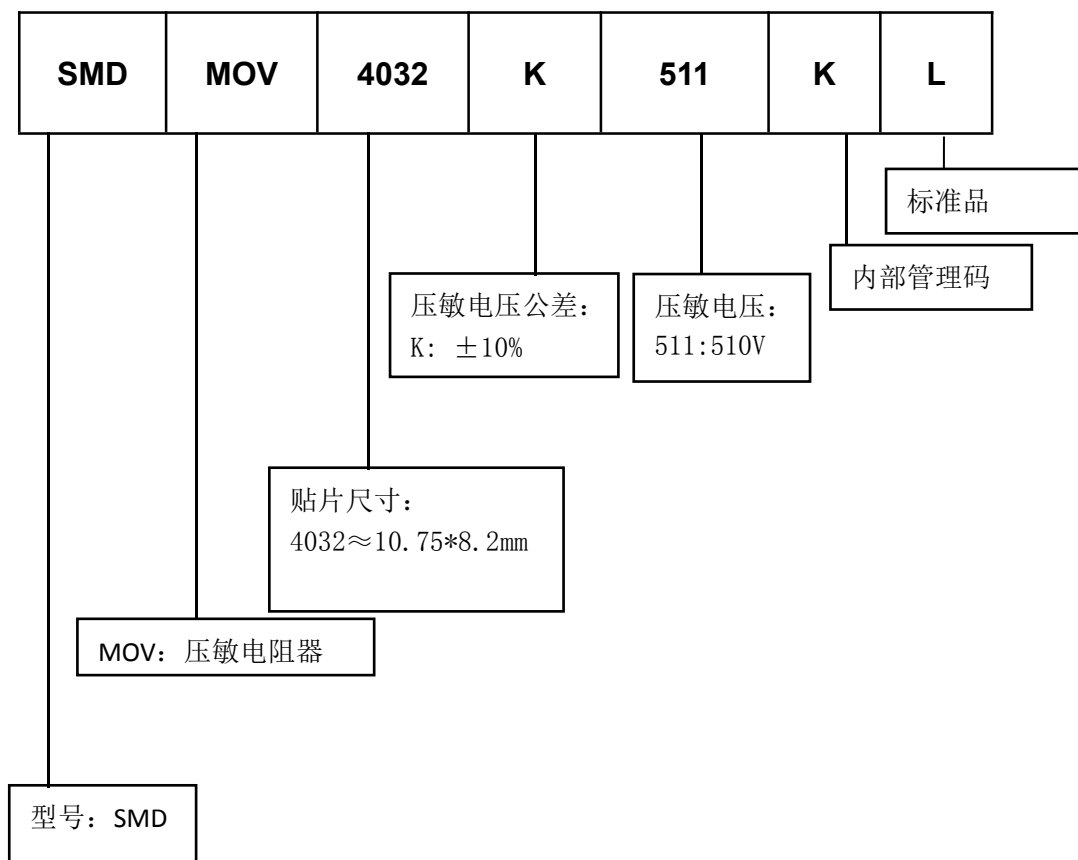 SMD MOV 4032 K 511 K L
标准品
内部管理码
压敏电压公差:
K: ±10%
压敏电压:
511:510V
贴片尺寸:
4032≈10.75*8.2mm
MOV: 压敏电阻器
型号: SMD